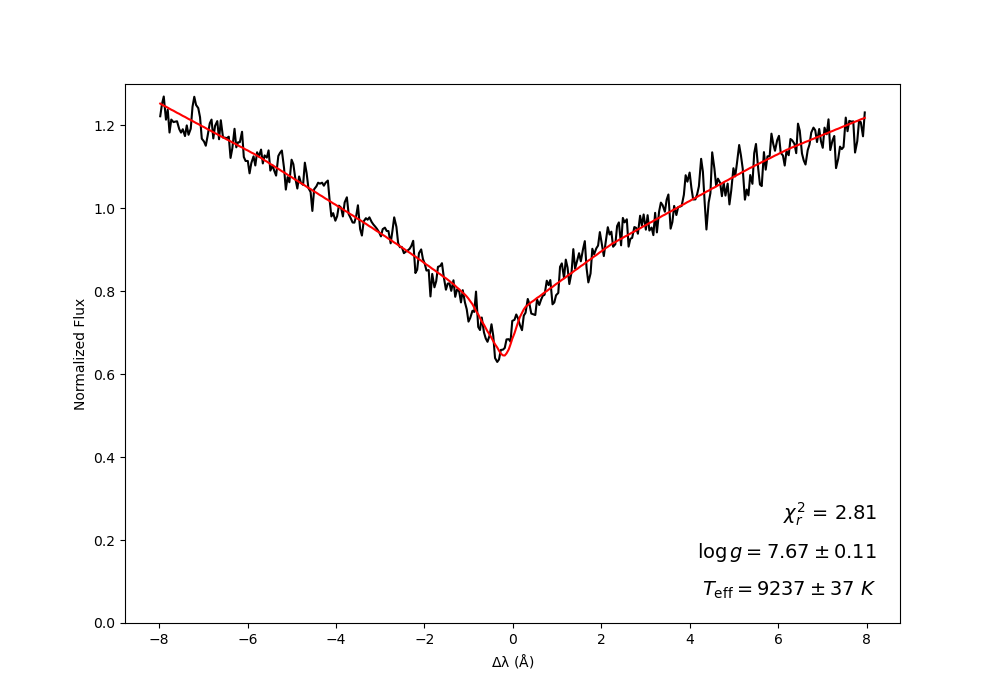 1.2
1.0
0.8
0.6
0.4
0.2
0.0
Normalized Flux
χ²ᵣ = 2.81
log g = 7.67 ± 0.11
T_eff = 9237 ± 37 K
−8 −6 −4 −2 0 2 4 6 8
Δλ (Å)